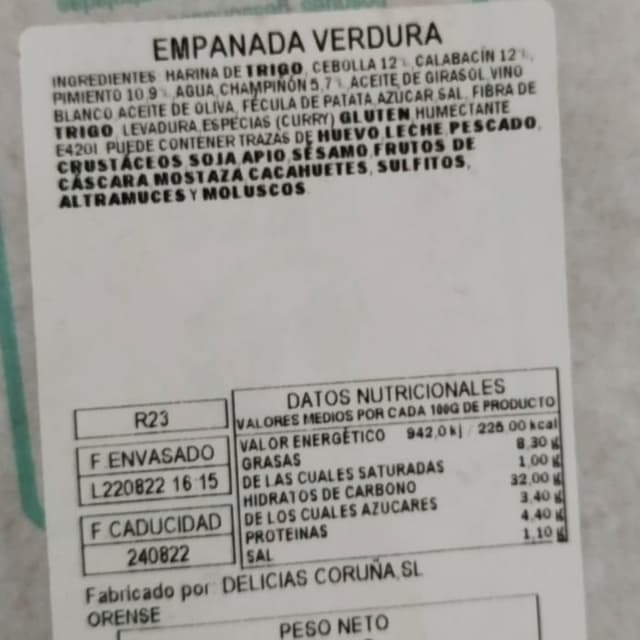 EMPANADA VERDURA
INGREDIENTES: HARINA DE TRIGO, CEBOLLA 12%, CALABACÍN 12%,
PIMIENTO 10,9%, AGUA, CHAMPIÑÓN 5,7%, ACEITE DE GIRASOL, VINO
BLANCO, ACEITE DE OLIVA, FÉCULA DE PATATA, AZÚCAR, SAL, FIBRA DE
TRIGO, LEVADURA, ESPECIAS (CURRY), GLUTEN, HUMECTANTE
E420I. PUEDE CONTENER TRAZAS DE HUEVO, LECHE, PESCADO,
CRUSTÁCEOS, SOJA, APIO, SÉSAMO, FRUTOS DE
CÁSCARA, MOSTAZA, CACAHUETES, SULFITOS,
ALTRAMUCES Y MOLUSCOS.
R23
F.ENVASADO
L220822 16:15
F.CADUCIDAD
240822
DATOS NUTRICIONALES
VALORES MEDIOS POR CADA 100G DE PRODUCTO
VALOR ENERGÉTICO 942,0 kj / 225.00 kcal
GRASAS 8.30 g
DE LAS CUALES SATURADAS 1,00 g
HIDRATOS DE CARBONO 32,00 g
DE LOS CUALES AZUCARES 3,40 g
PROTEINAS 4,40 g
SAL 1,10 g
Fabricado por: DELICIAS CORUÑA,SL
ORENSE
PESO NETO